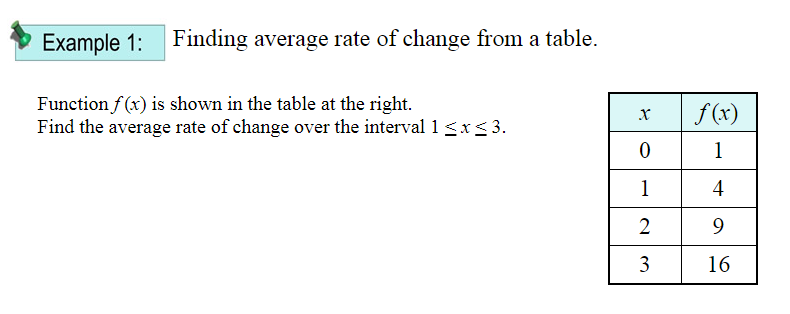 Example 1: Finding average rate of change from a table.
Function f (x) is shown in the table at the right.
Find the average rate of change over the interval 1 ≤ x ≤ 3.
x f (x)
0 1
1 4
2 9
3 16